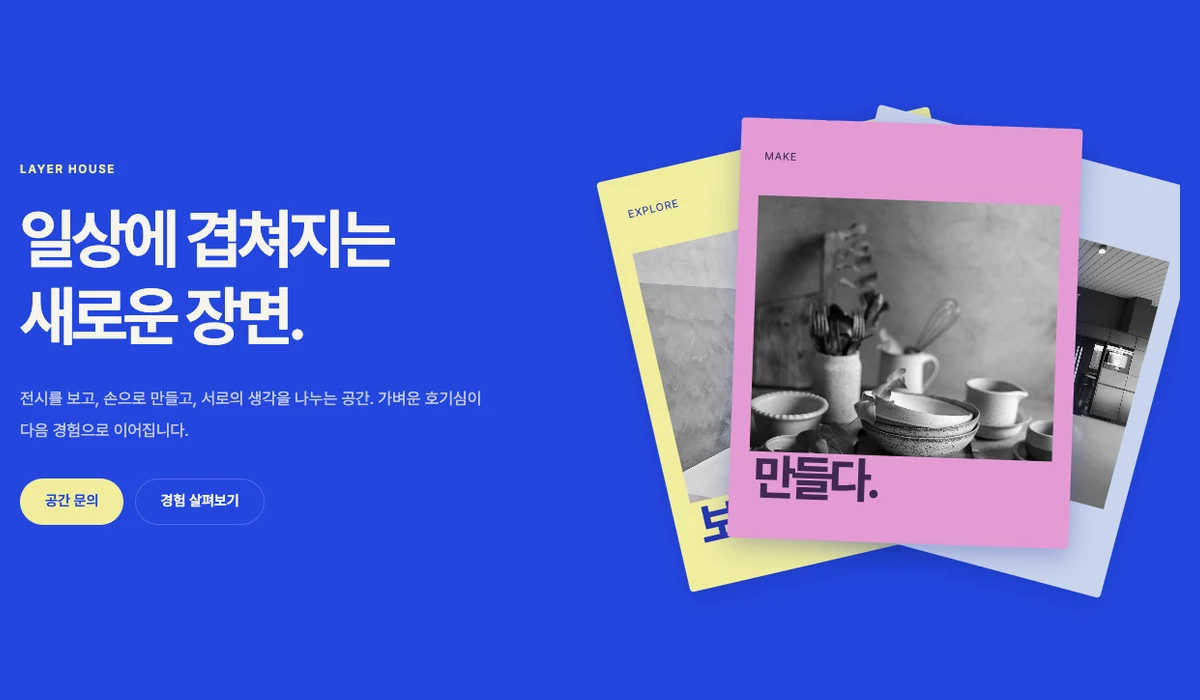 LAYER HOUSE
일상에 겹쳐지는
새로운 장면.
전시를 보고, 손으로 만들고, 서로의 생각을 나누는 공간. 가벼운 호기심이
다음 경험으로 이어집니다.
공간 문의
경험 살펴보기
EXPLORE
MAKE
만들다.